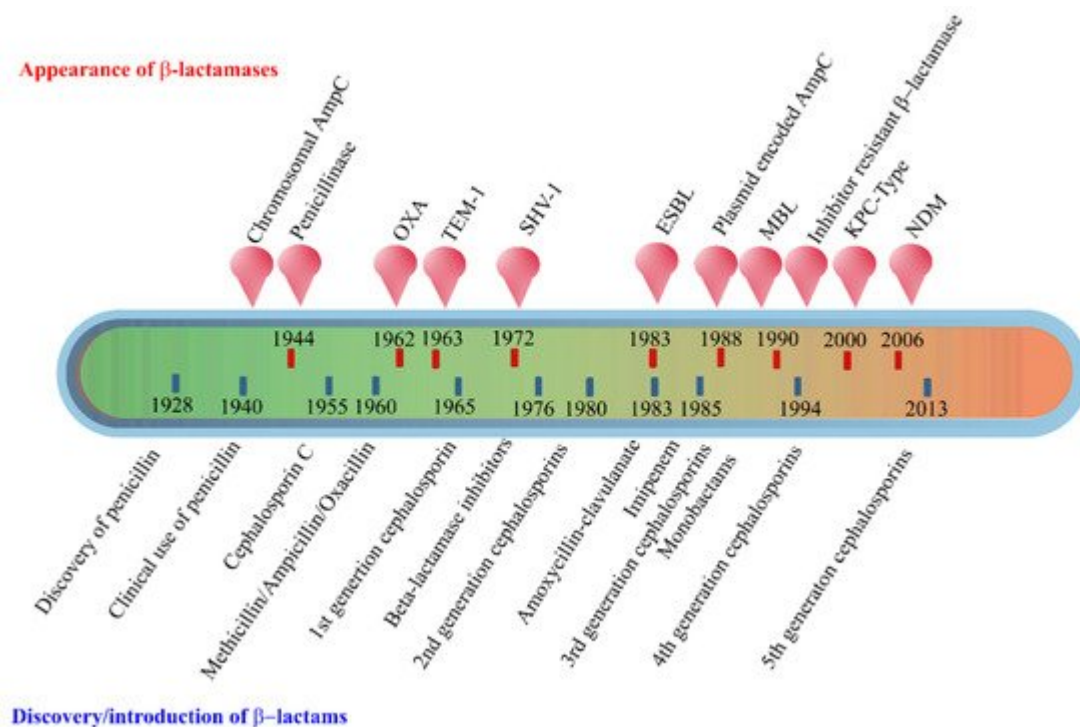 Appearance of β-lactamases
Chromosomal AmpC
Penicillinase
OXA
TEM-1
SHV-1
ESBL
Plasmid encoded AmpC
MBL
Inhibitor resistant β−lactamase
KPC-Type
NDM
1944
1962
1963
1972
1983
1988
1990
2000
2006
1928
1940
1955
1960
1965
1976
1980
1983
1985
1994
2013
Discovery of penicillin
Clinical use of penicillin
Cephalosporin C
Methicillin/Ampicillin/Oxacillin
1st genertion cephalosporin
Beta-lactamase inhibitors
2nd generation cephalosporins
Amoxycillin-clavulanate
Imipenem
3rd generation cephalosporins
Monobactams
4th generation cephalosporins
5th generaton cephalosporins
Discovery/introduction of β−lactams